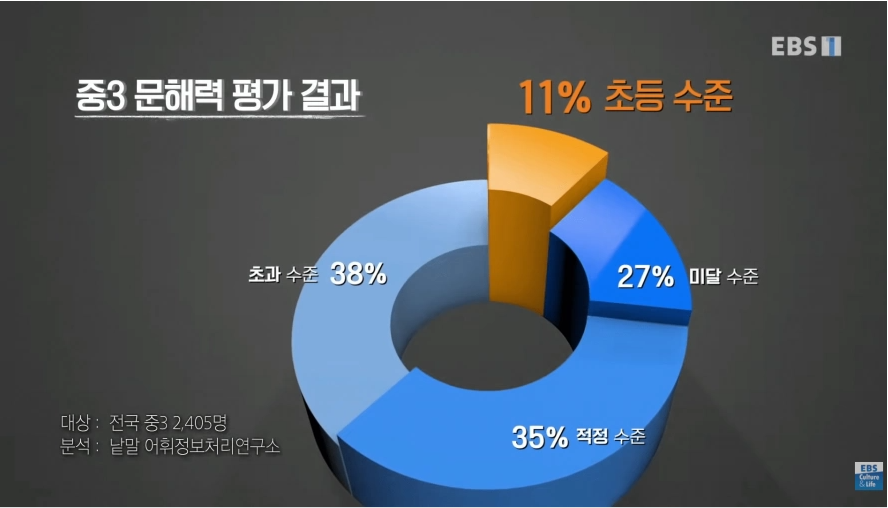 EBS 1
중3 문해력 평가 결과
11% 초등 수준
초과 수준 38%
27% 미달 수준
35% 적정 수준
대상 : 전국 중3 2,405명
분석 : 낱말 어휘정보처리연구소
EBS
Culture
& Life